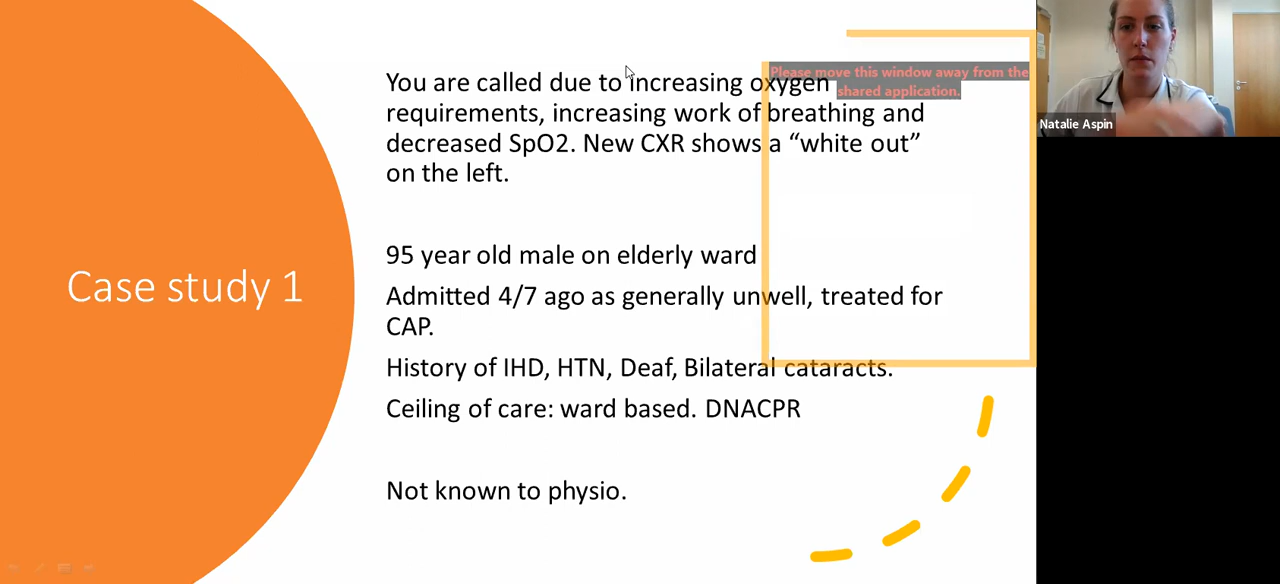 Case study 1
You are called due to increasing oxygen
requirements, increasing work of breathing and
decreased SpO2. New CXR shows a “white out”
on the left.
95 year old male on elderly ward
Admitted 4/7 ago as generally unwell, treated for
CAP.
History of IHD, HTN, Deaf, Bilateral cataracts.
Ceiling of care: ward based. DNACPR
Not known to physio.
Please move this window away from the
shared application.
Natalie Aspin